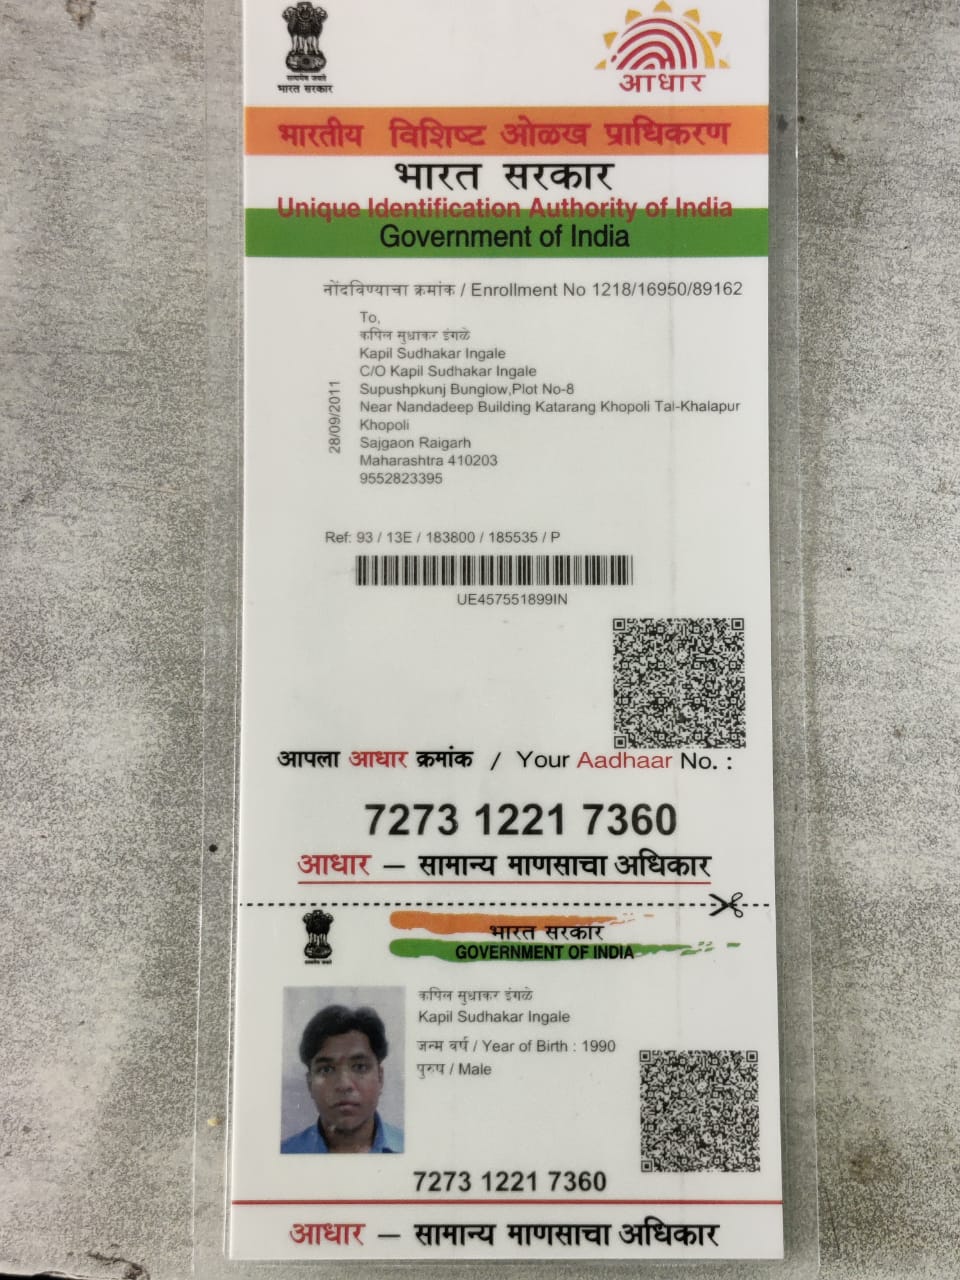 सत्यमेव जयते
भारत सरकार
आधार
भारतीय विशिष्ट ओळख प्राधिकरण
भारत सरकार
Unique Identification Authority of India
Government of India
नोंदविण्याचा क्रमांक / Enrollment No 1218/16950/89162
To,
कपिल सुधाकर इंगळे
Kapil Sudhakar Ingale
C/O Kapil Sudhakar Ingale
Supushpkunj Bunglow,Plot No-8
Near Nandadeep Building Katarang Khopoli Tal-Khalapur
Khopoli
Sajgaon Raigarh
Maharashtra 410203
9552823395
28/09/2011
Ref: 93 / 13E / 183800 / 185535 / P
UE457551899IN
आपला आधार क्रमांक / Your Aadhaar No. :
7273 1221 7360
आधार – सामान्य माणसाचा अधिकार
भारत सरकार
GOVERNMENT OF INDIA
कपिल सुधाकर इंगळे
Kapil Sudhakar Ingale
जन्म वर्ष / Year of Birth : 1990
पुरुष / Male
7273 1221 7360
आधार – सामान्य माणसाचा अधिकार